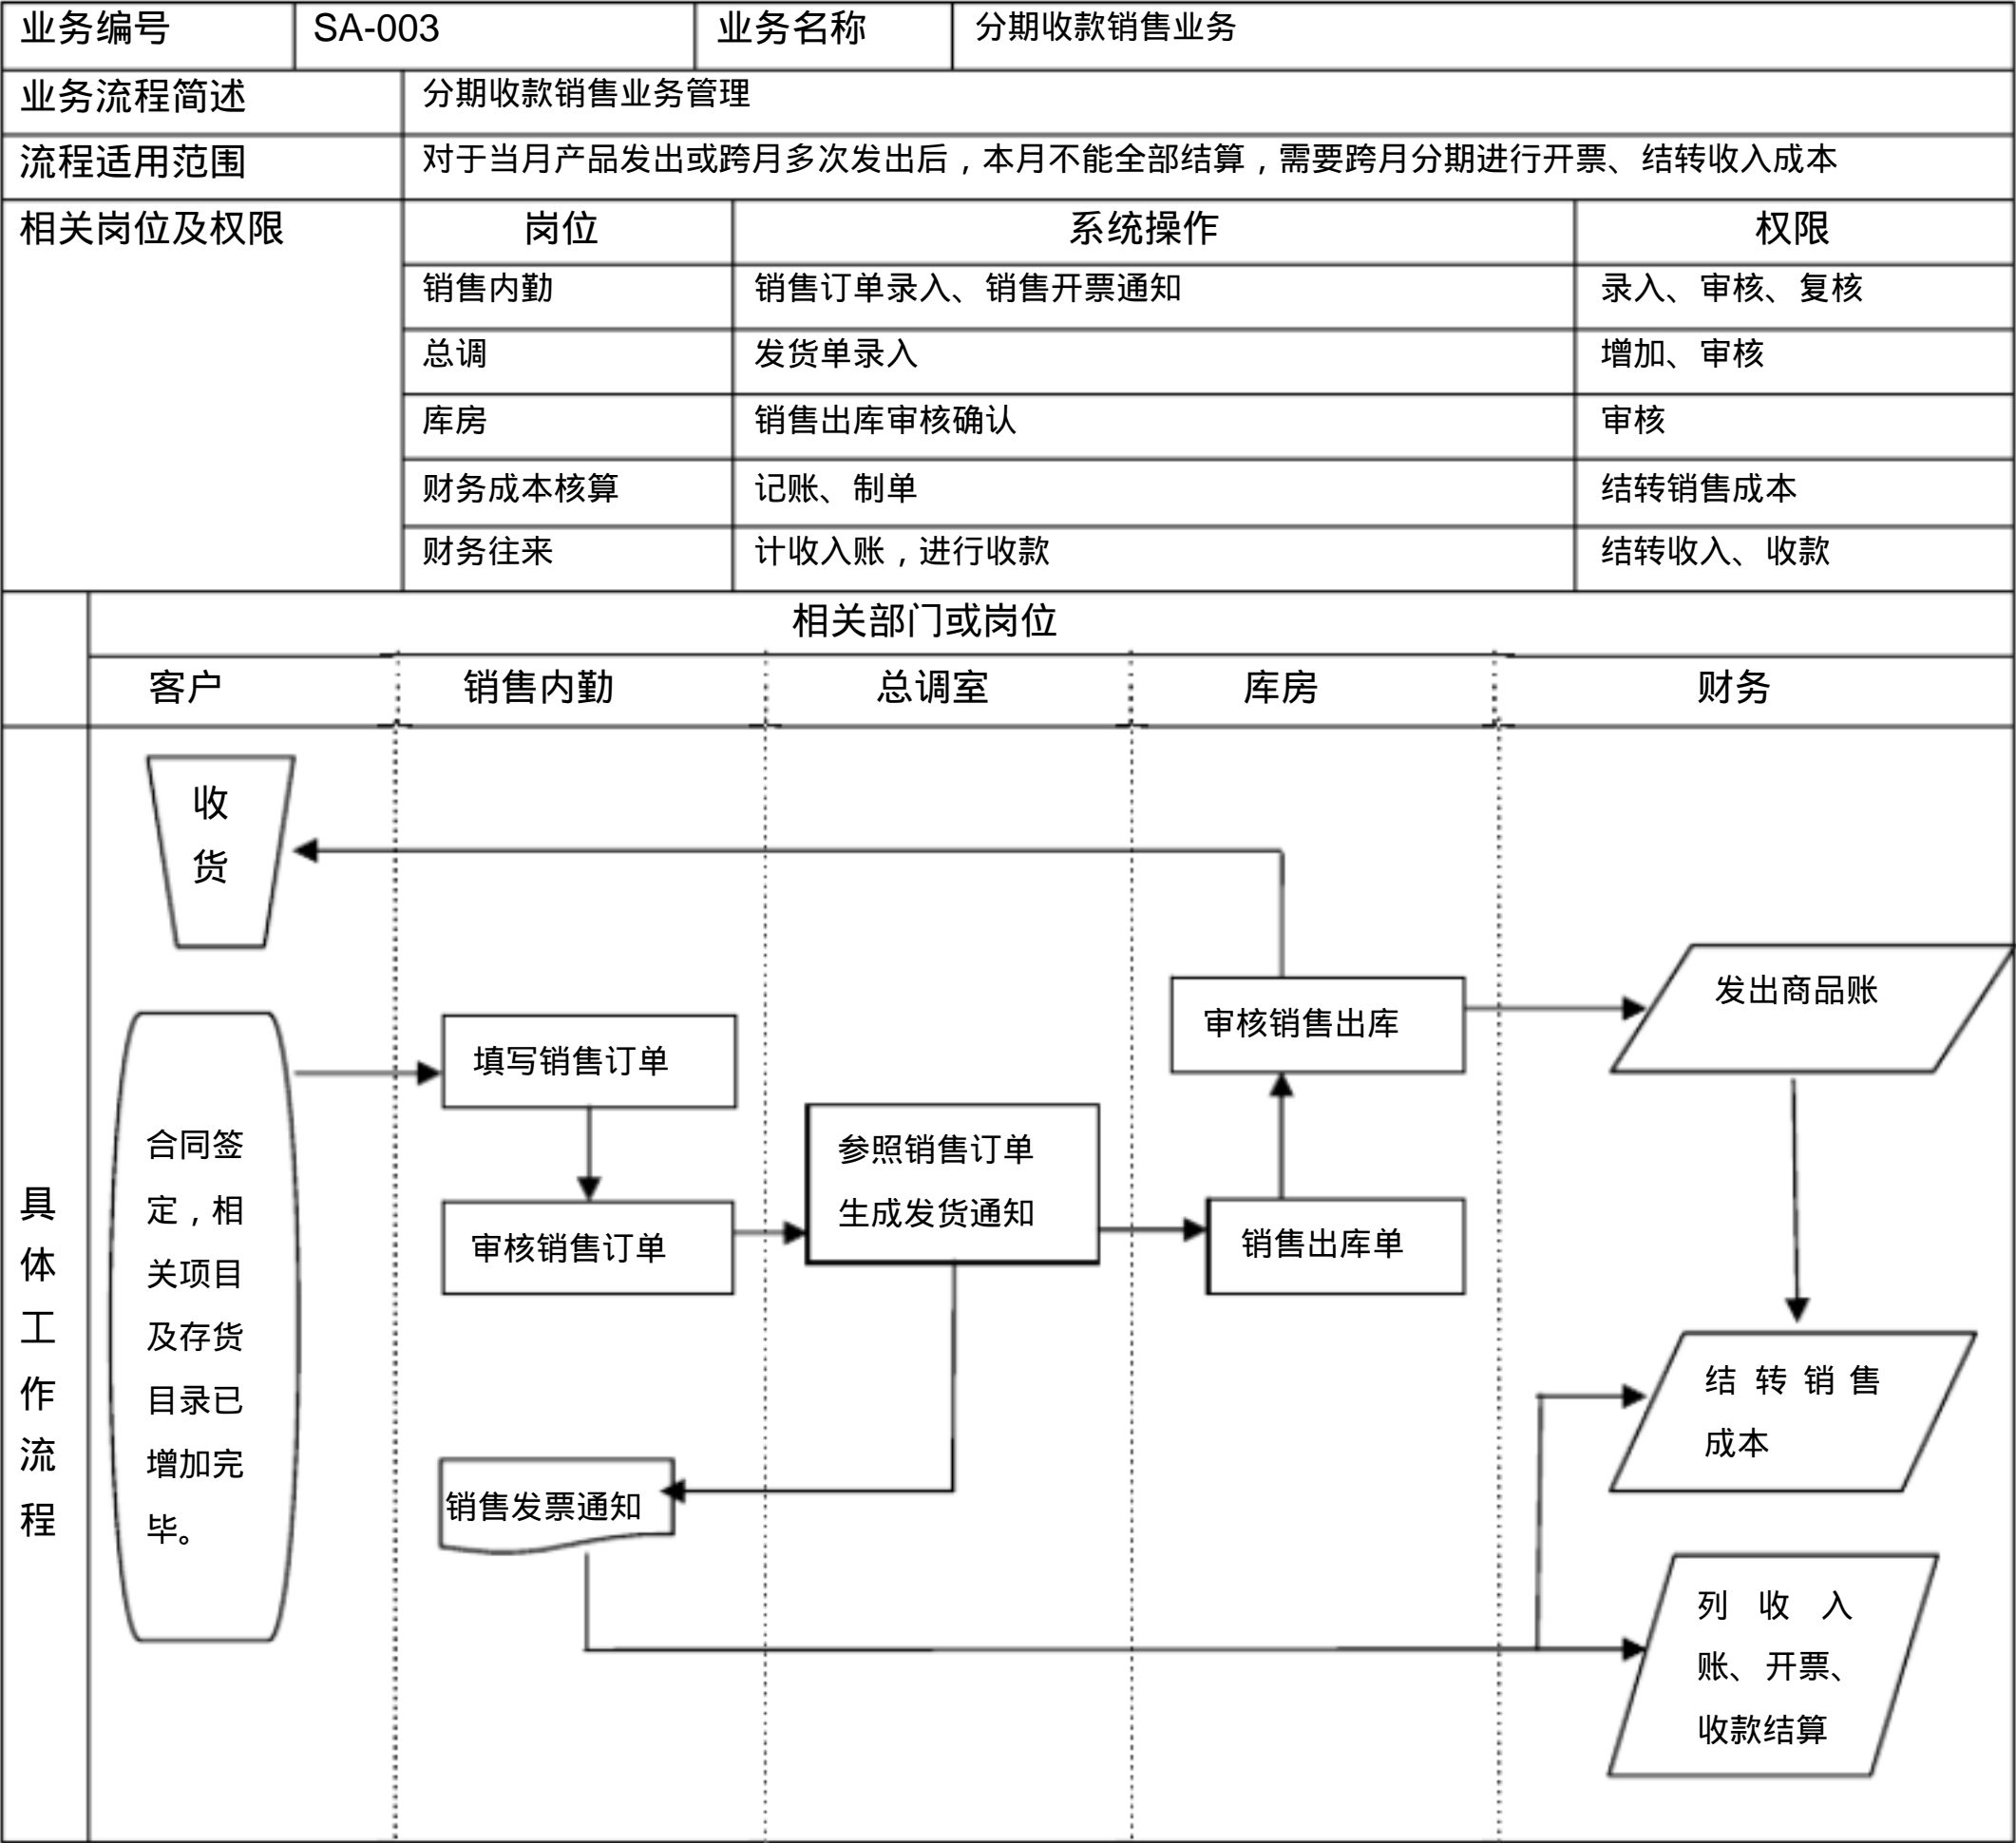 业务编号 SA-003 业务名称 分期收款销售业务
业务流程简述 分期收款销售业务管理
流程适用范围 对于当月产品发出或跨月多次发出后，本月不能全部结算，需要跨月分期进行开票、结转收入成本
相关岗位及权限 岗位 系统操作 权限
销售内勤 销售订单录入、销售开票通知 录入、审核、复核
总调 发货单录入 增加、审核
库房 销售出库审核确认 审核
财务成本核算 记账、制单 结转销售成本
财务往来 计收入账，进行收款 结转收入、收款
相关部门或岗位
客户 销售内勤 总调室 库房 财务
具
体
工
作
流
程
收
货
合同签
定，相
关项目
及存货
目录已
增加完
毕。
填写销售订单
审核销售订单
销售发票通知
参照销售订单
生成发货通知
审核销售出库
销售出库单
发出商品账
结转销售
成本
列收入
账、开票、
收款结算